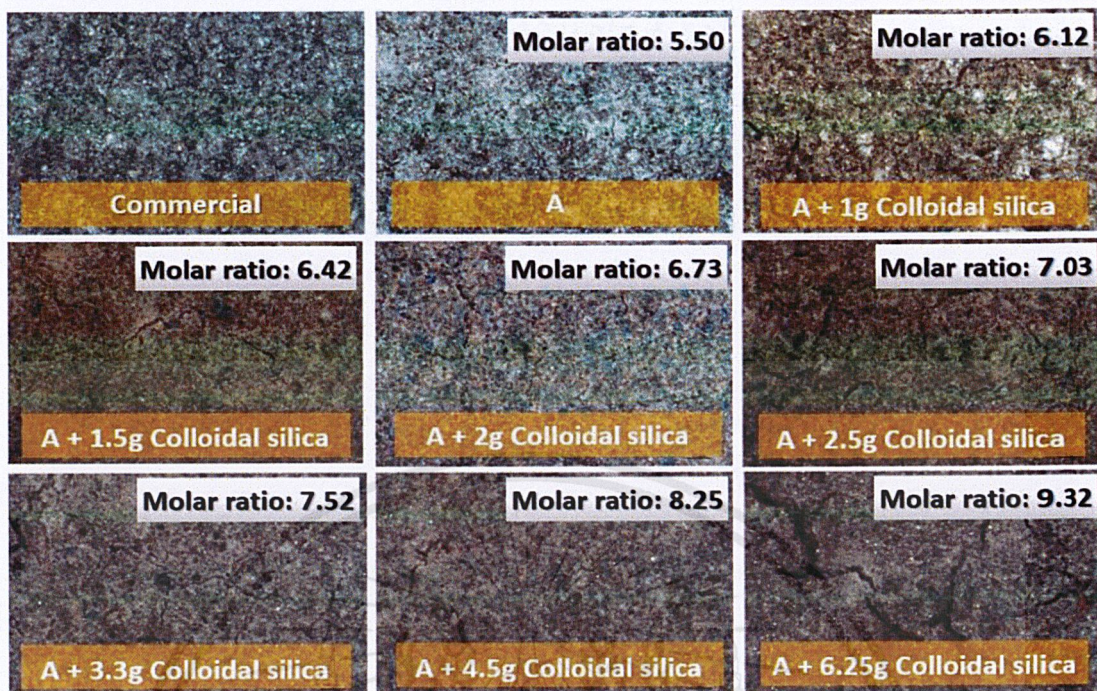 Commercial
Molar ratio: 5.50
A
Molar ratio: 6.12
A + 1g Colloidal silica
Molar ratio: 6.42
A + 1.5g Colloidal silica
Molar ratio: 6.73
A + 2g Colloidal silica
Molar ratio: 7.03
A + 2.5g Colloidal silica
Molar ratio: 7.52
A + 3.3g Colloidal silica
Molar ratio: 8.25
A + 4.5g Colloidal silica
Molar ratio: 9.32
A + 6.25g Colloidal silica